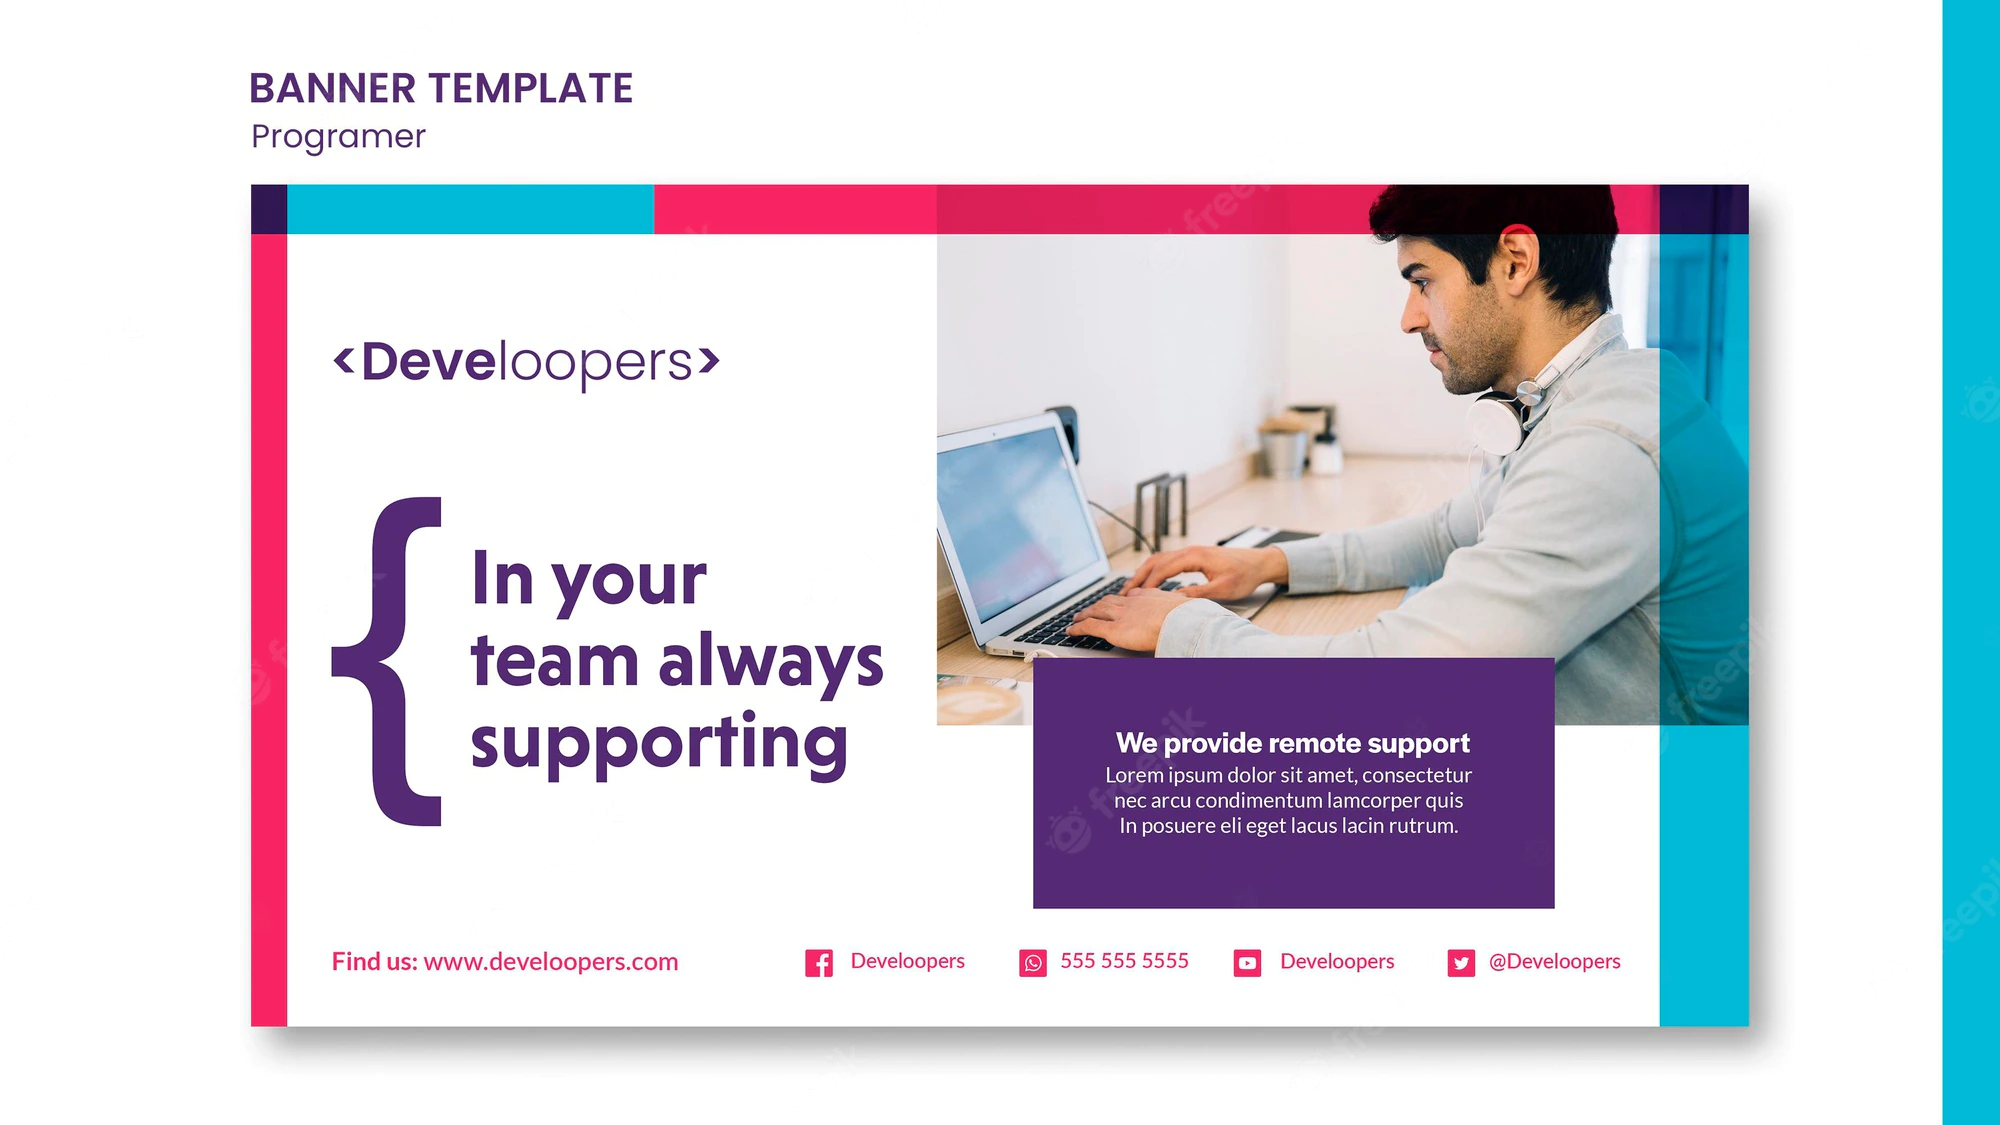 BANNER TEMPLATE
Programer
<Develoopers>
{
In your
team always
supporting
We provide remote support
Lorem ipsum dolor sit amet, consectetur
nec arcu condimentum lamcorper quis
In posuere eli eget lacus lacin rutrum.
Find us: www.develoopers.com
Develoopers
555 555 5555
Develoopers
@Develoopers
freepik